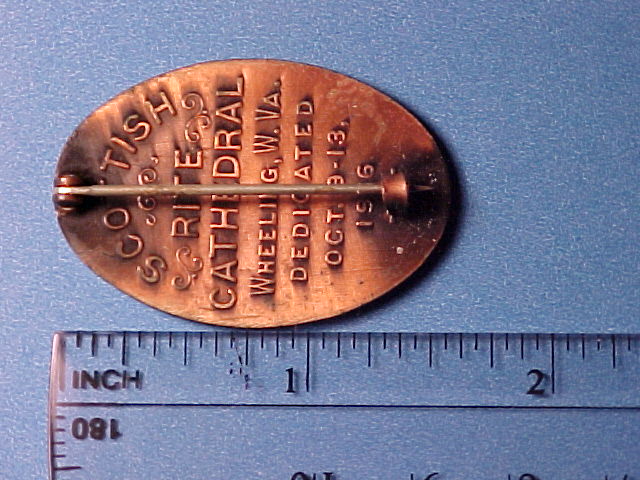 SCOTTISH
RITE
CATHEDRAL
WHEELING, W. VA.
DEDICATED
OCT. 9-13,
1916
INCH 1 2
180